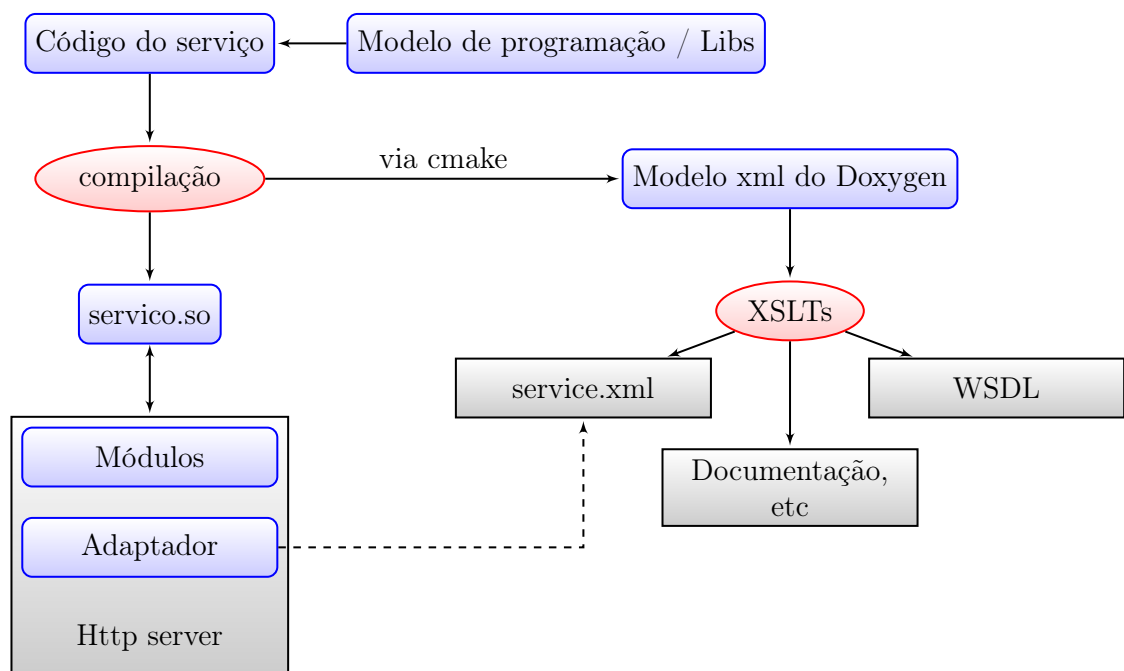 Código do serviço
Modelo de programação / Libs
compilação
via cmake
Modelo xml do Doxygen
servico.so
XSLTs
service.xml
WSDL
Módulos
Documentação,
etc
Adaptador
Http server